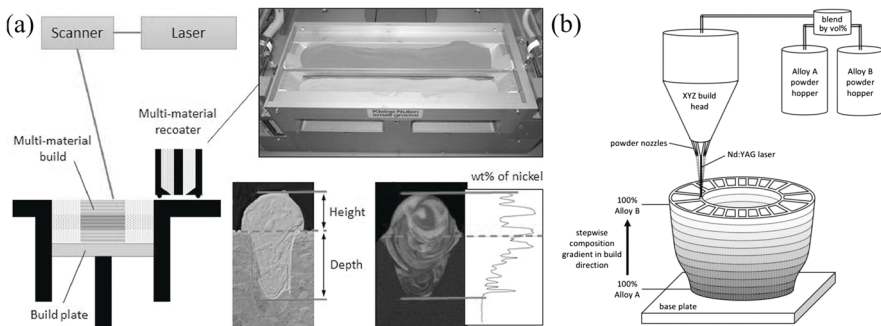 (a)
Scanner
Laser
Multi-material
recoater
Multi-material
build
Build plate
Height
Depth
wt% of nickel
(b)
blend
by vol%
Alloy A
powder
hopper
Alloy B
powder
hopper
XYZ build
head
powder nozzles
Nd:YAG laser
100%
Alloy B
stepwise
composition
gradient in build
direction
100%
Alloy A
base plate